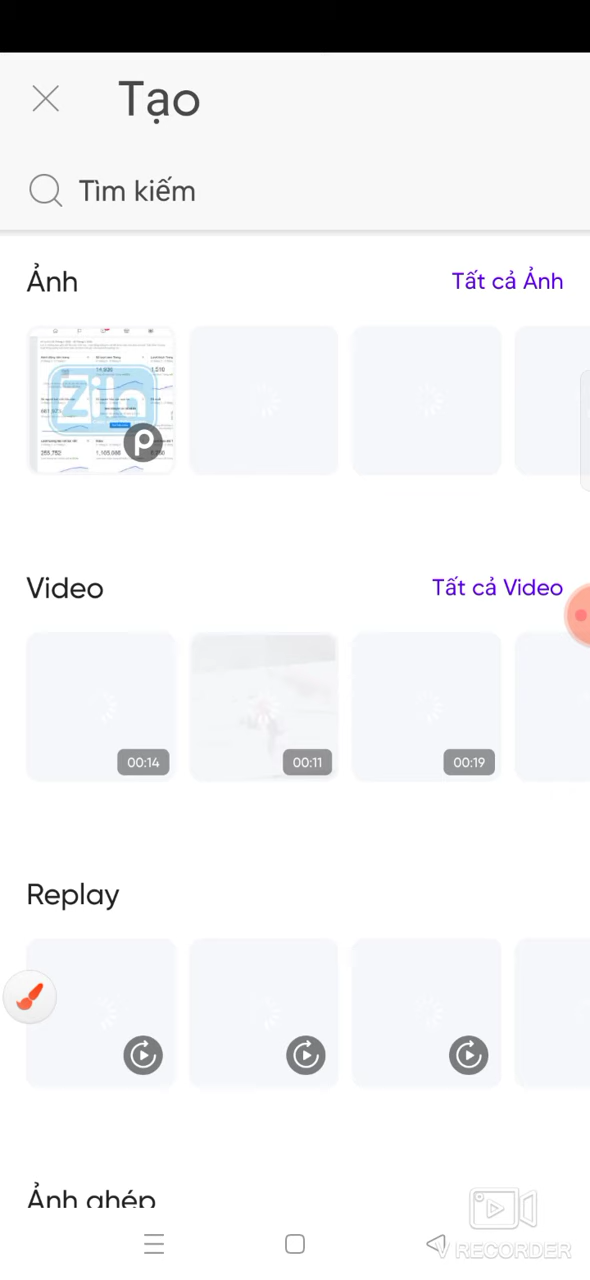 Tạo
Tìm kiếm
Ảnh
Tất cả Ảnh
Zih
Video
Tất cả Video
00:14
00:11
00:19
Replay
Ảnh ghép
V RECORDER